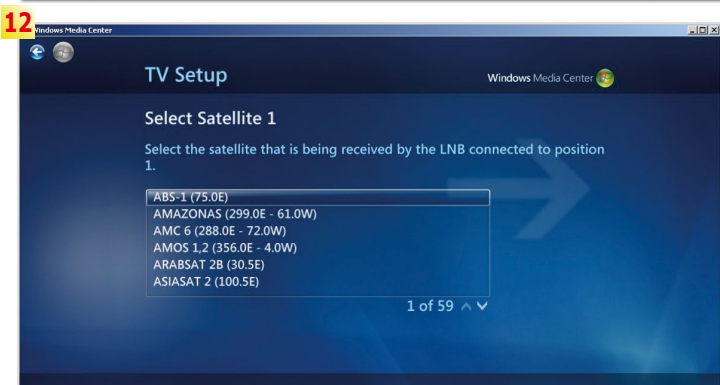 12
Windows Media Center
TV Setup
Windows Media Center
Select Satellite 1
Select the satellite that is being received by the LNB connected to position
1.
ABS-1 (75.0E)
AMAZONAS (299.0E - 61.0W)
AMC 6 (288.0E - 72.0W)
AMOS 1,2 (356.0E - 4.0W)
ARABSAT 2B (30.5E)
ASIASAT 2 (100.5E)
1 of 59